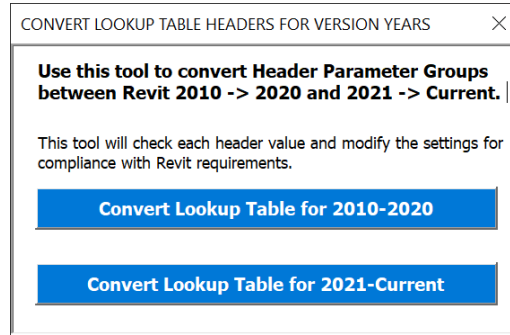 CONVERT LOOKUP TABLE HEADERS FOR VERSION YEARS
Use this tool to convert Header Parameter Groups
between Revit 2010 -> 2020 and 2021 -> Current.
This tool will check each header value and modify the settings for
compliance with Revit requirements.
Convert Lookup Table for 2010-2020
Convert Lookup Table for 2021-Current